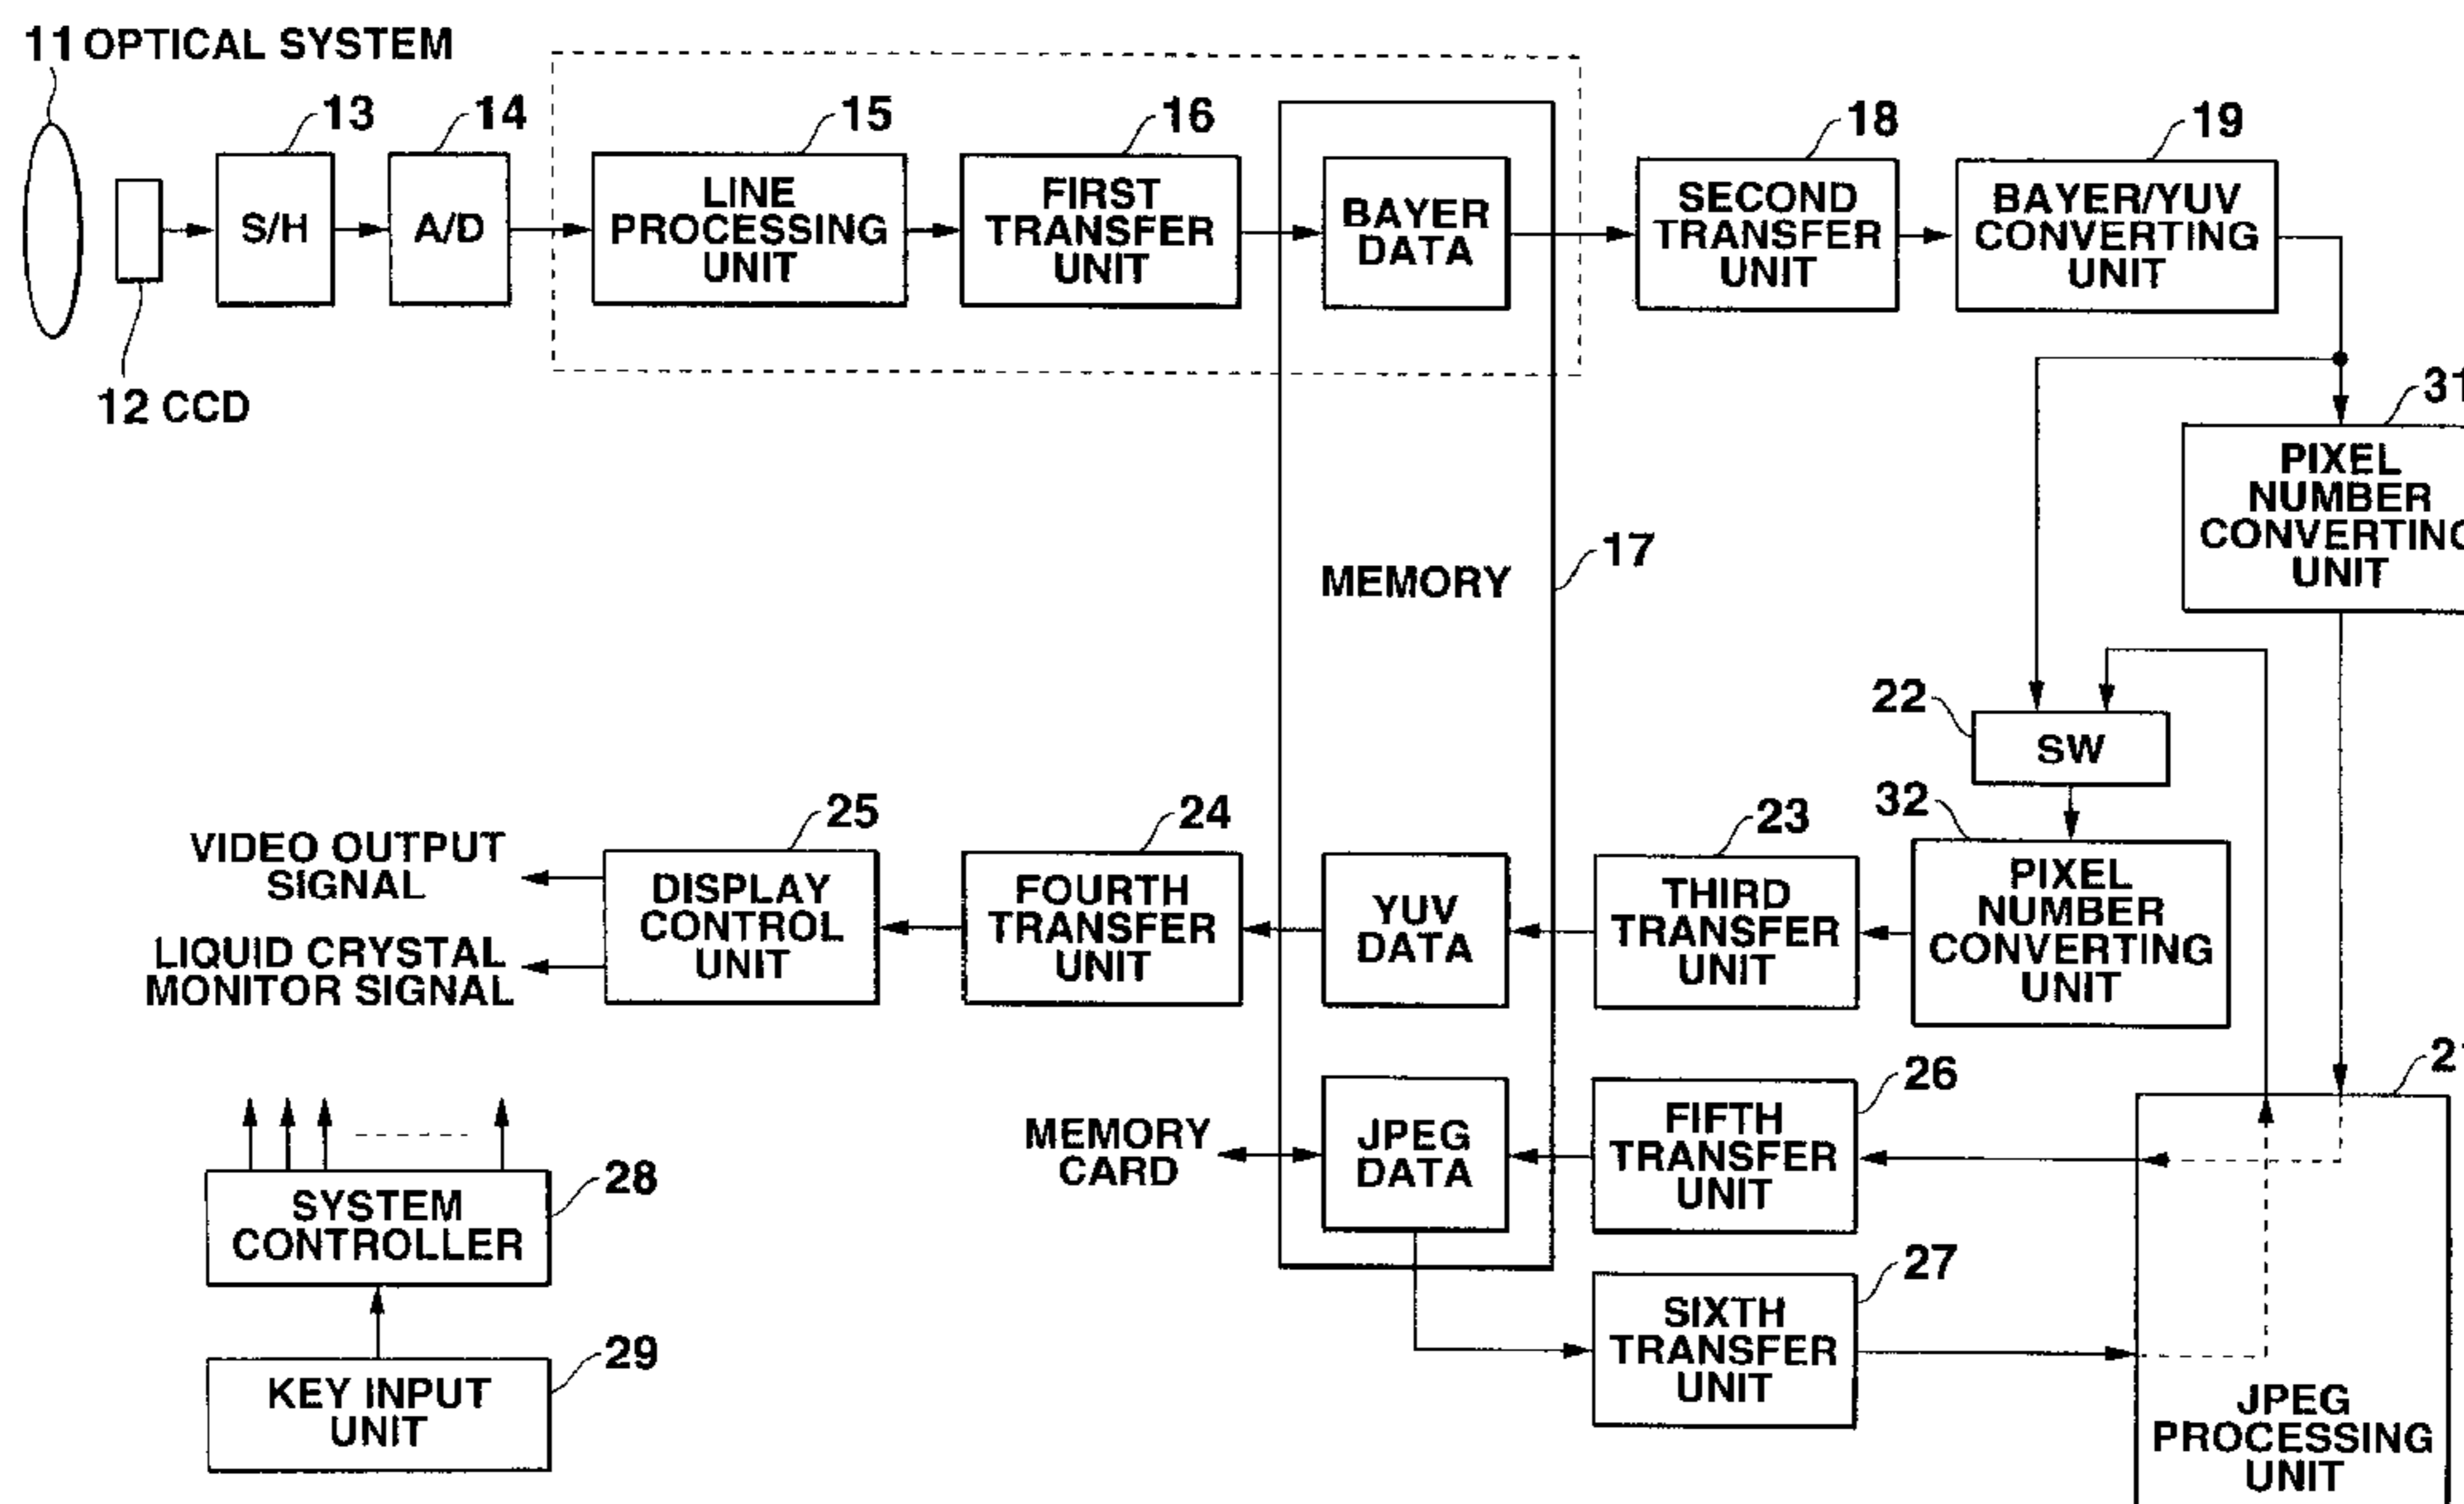 11 OPTICAL SYSTEM
12 CCD
13
S/H
14
A/D
15
LINE
PROCESSING
UNIT
16
FIRST
TRANSFER
UNIT
BAYER
DATA
18
SECOND
TRANSFER
UNIT
19
BAYER/YUV
CONVERTING
UNIT
31
PIXEL
NUMBER
CONVERTING
UNIT
17
MEMORY
22
SW
32
PIXEL
NUMBER
CONVERTING
UNIT
23
THIRD
TRANSFER
UNIT
YUV
DATA
24
FOURTH
TRANSFER
UNIT
25
DISPLAY
CONTROL
UNIT
VIDEO OUTPUT
SIGNAL
LIQUID CRYSTAL
MONITOR SIGNAL
26
FIFTH
TRANSFER
UNIT
JPEG
DATA
MEMORY
CARD
27
SIXTH
TRANSFER
UNIT
JPEG
PROCESSING
UNIT
28
SYSTEM
CONTROLLER
29
KEY INPUT
UNIT